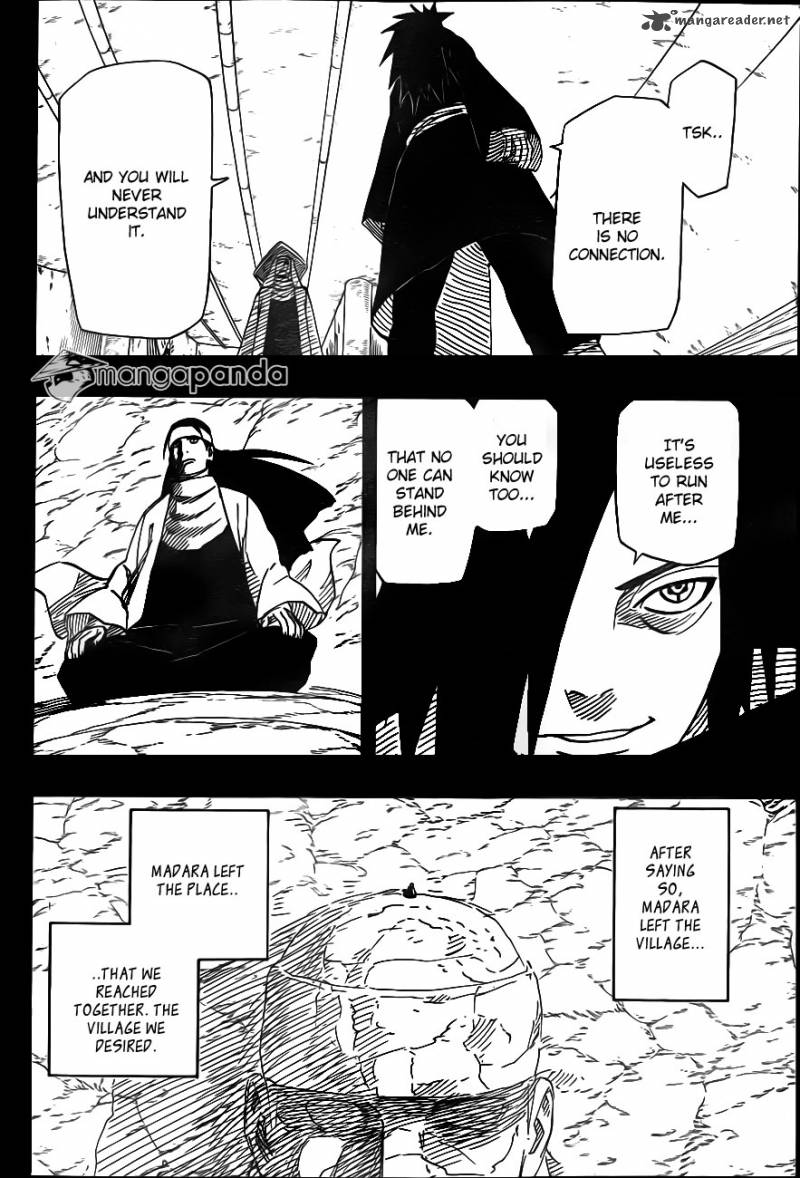 mangareader.net
TSK..
THERE
IS NO
CONNECTION.
AND YOU WILL
NEVER
UNDERSTAND
IT.
mangapanda
IT'S
USELESS
TO RUN
AFTER
ME...
YOU
SHOULD
KNOW
TOO...
THAT NO
ONE CAN
STAND
BEHIND
ME.
AFTER
SAYING
SO,
MADARA
LEFT THE
VILLAGE...
MADARA LEFT
THE PLACE..
..THAT WE
REACHED
TOGETHER. THE
VILLAGE WE
DESIRED.